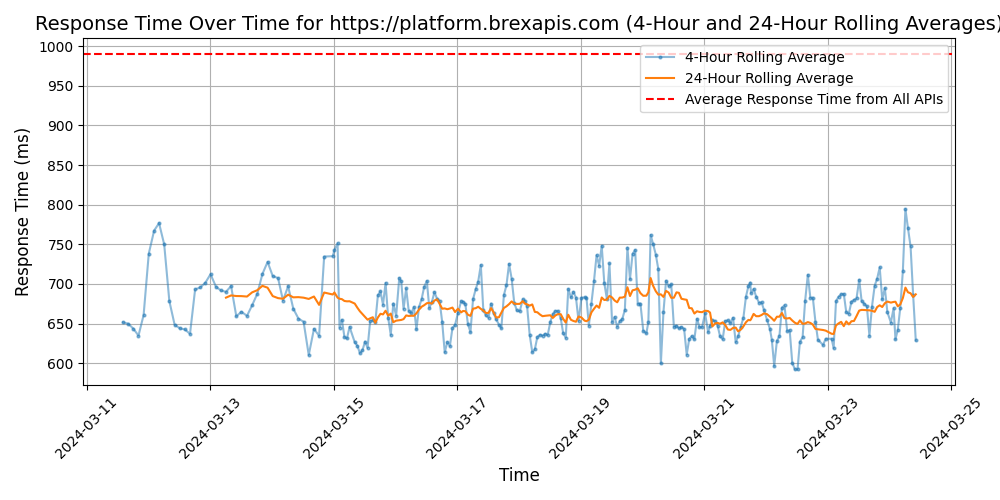 Response Time Over Time for https://platform.brexapis.com (4-Hour and 24-Hour Rolling Averages)
4-Hour Rolling Average
24-Hour Rolling Average
Average Response Time from All APIs
Response Time (ms)
1000
950
900
850
800
750
700
650
600
2024-03-11
2024-03-13
2024-03-15
2024-03-17
2024-03-19
2024-03-21
2024-03-23
2024-03-25
Time